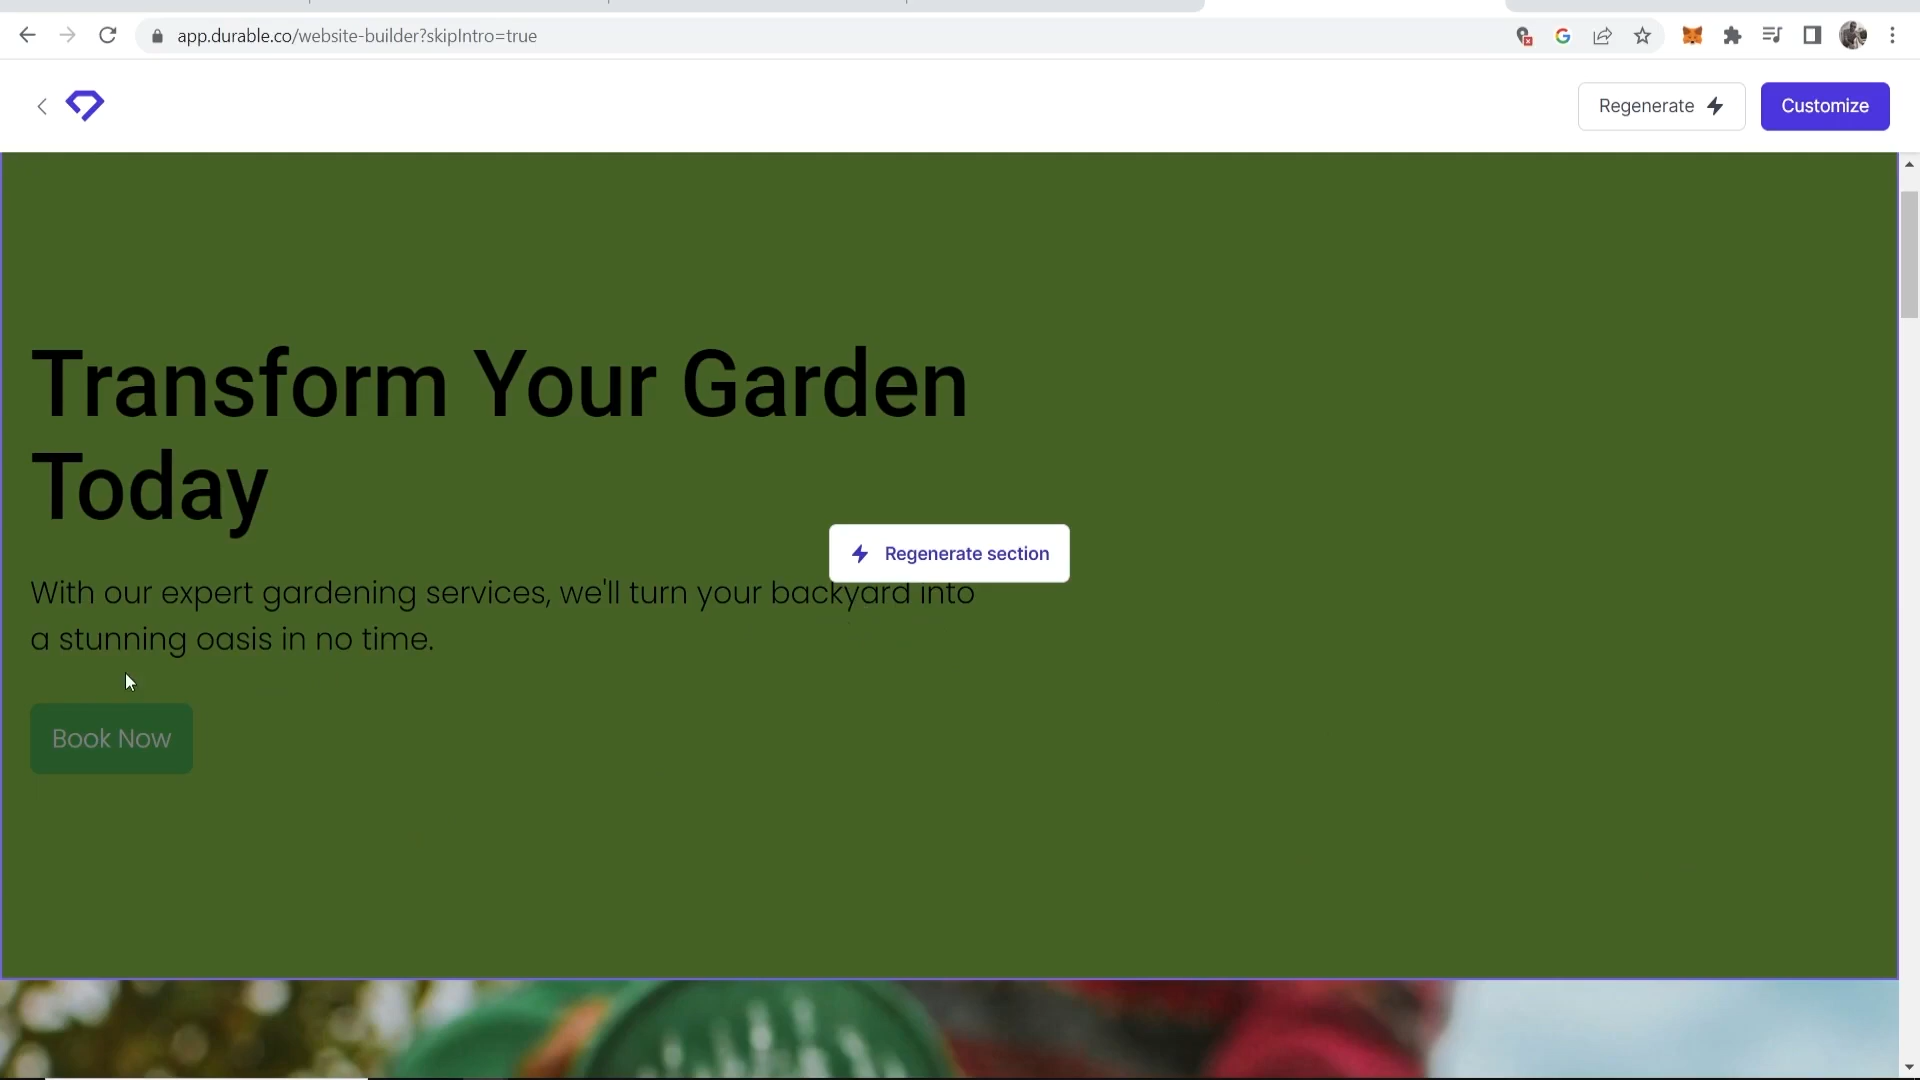 app.durable.co/website-builder?skipIntro=true
Regenerate
Customize
Transform Your Garden
Today
Regenerate section
With our expert gardening services, we'll turn your backyard into
a stunning oasis in no time.
Book Now